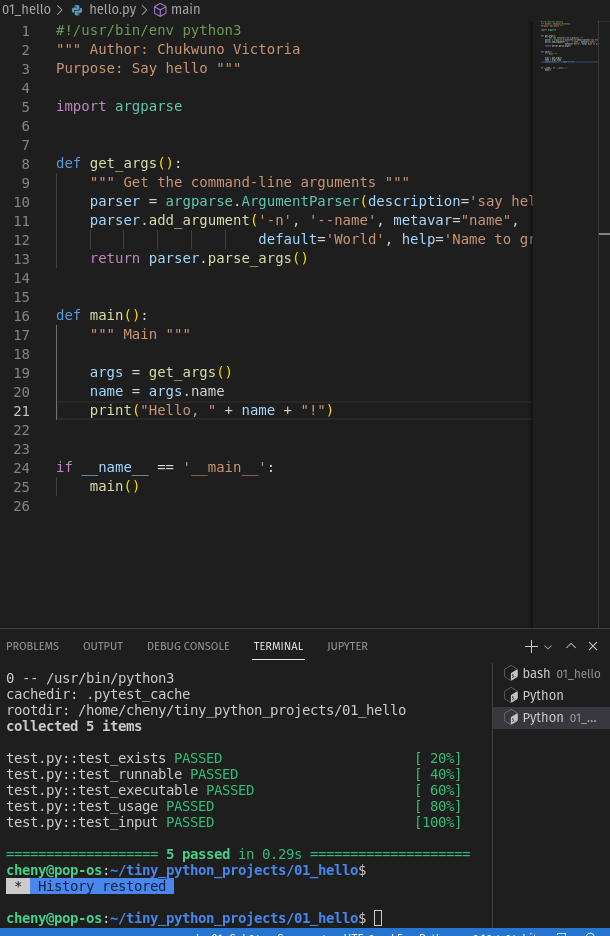 01_hello > hello.py > main
1 #!/usr/bin/env python3
2 """ Author: Chukwuno Victoria
3 Purpose: Say hello """
4
5 import argparse
6
7
8 def get_args():
9 """ Get the command-line arguments """
10 parser = argparse.ArgumentParser(description='say hel
11 parser.add_argument('-n', '--name', metavar="name",
12 default='World', help='Name to gr
13 return parser.parse_args()
14
15
16 def main():
17 """ Main """
18
19 args = get_args()
20 name = args.name
21 print("Hello, " + name + "!")
22
23
24 if __name__ == '__main__':
25 main()
26
PROBLEMS OUTPUT DEBUG CONSOLE TERMINAL JUPYTER
0 -- /usr/bin/python3
cachedir: .pytest_cache
rootdir: /home/cheny/tiny_python_projects/01_hello
collected 5 items
test.py::test_exists PASSED [ 20%]
test.py::test_runnable PASSED [ 40%]
test.py::test_executable PASSED [ 60%]
test.py::test_usage PASSED [ 80%]
test.py::test_input PASSED [100%]
=================== 5 passed in 0.29s ====================
cheny@pop-os:~/tiny_python_projects/01_hello$
* History restored
cheny@pop-os:~/tiny_python_projects/01_hello$
bash 01_hello
Python
Python 01_...